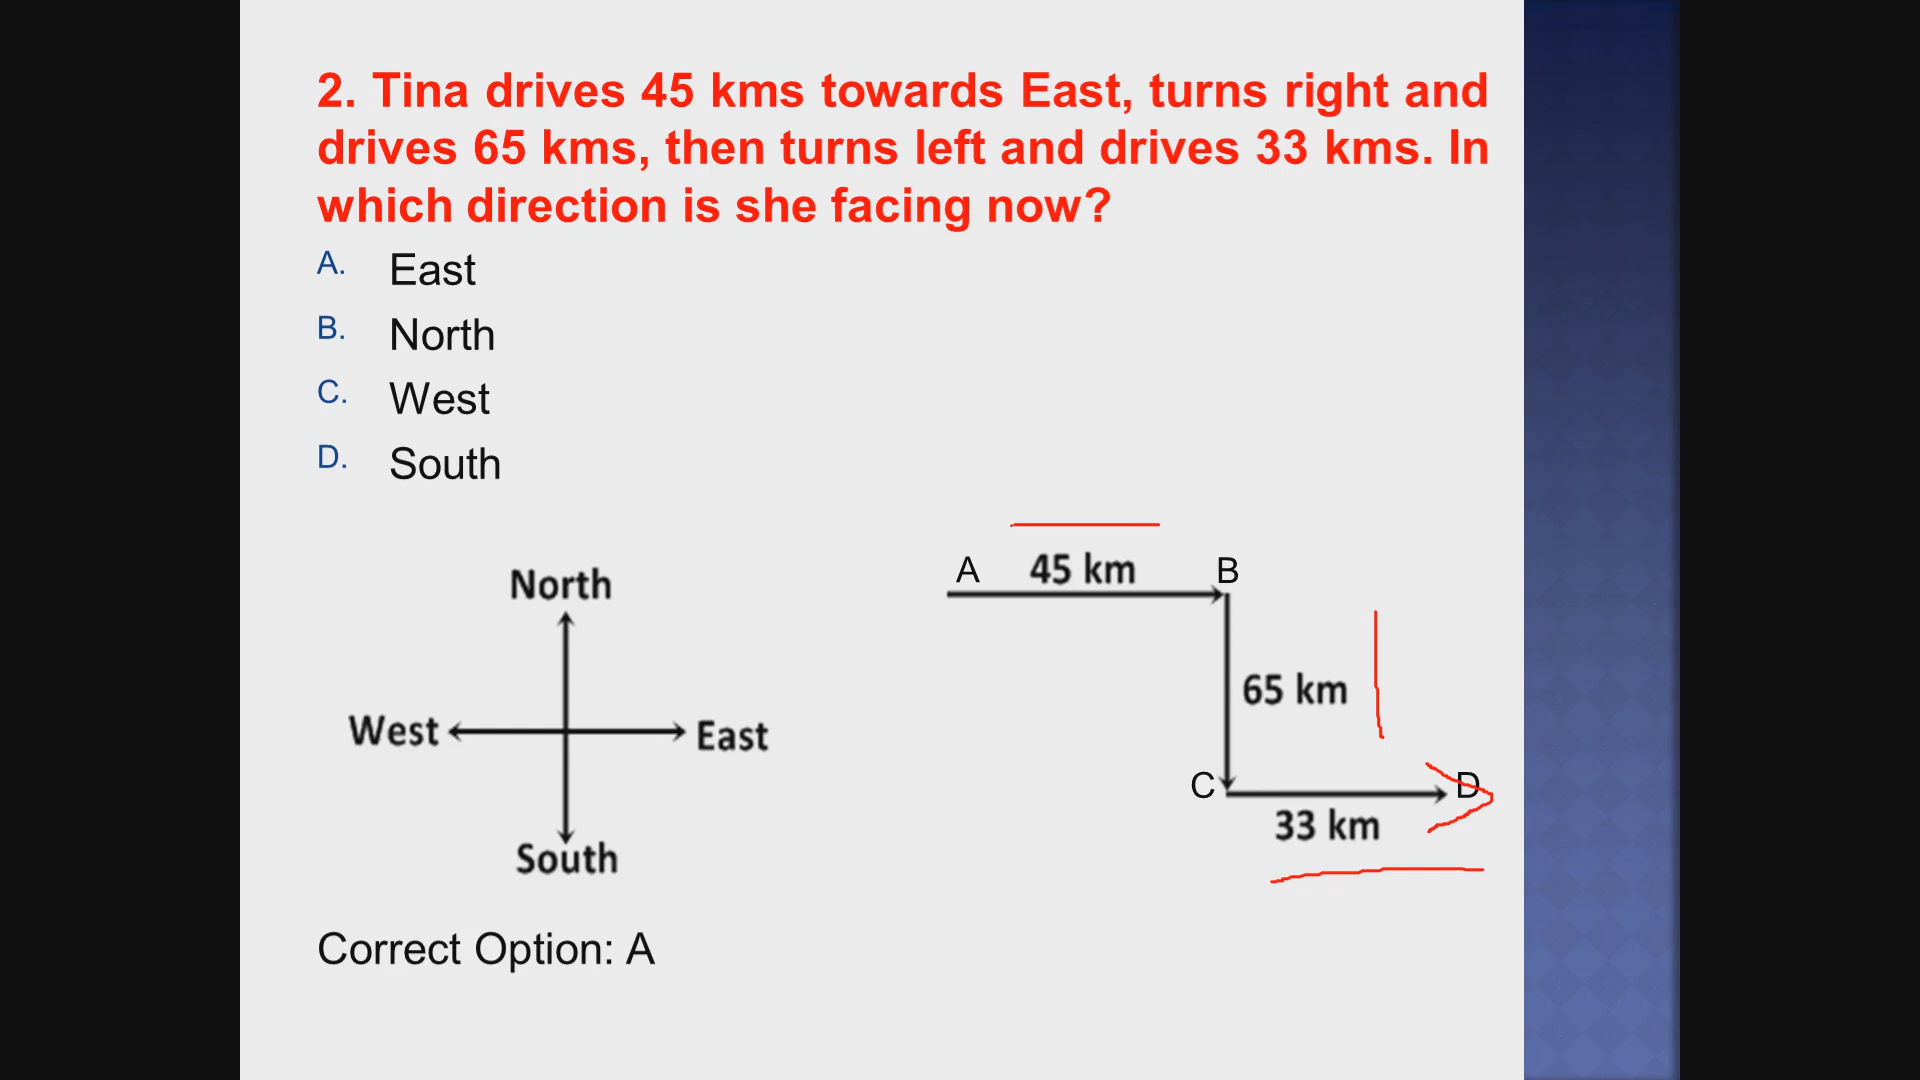 2. Tina drives 45 kms towards East, turns right and
drives 65 kms, then turns left and drives 33 kms. In
which direction is she facing now?
A. East
B. North
C. West
D. South
North
West East
South
A 45 km B
65 km
C D
33 km
Correct Option: A